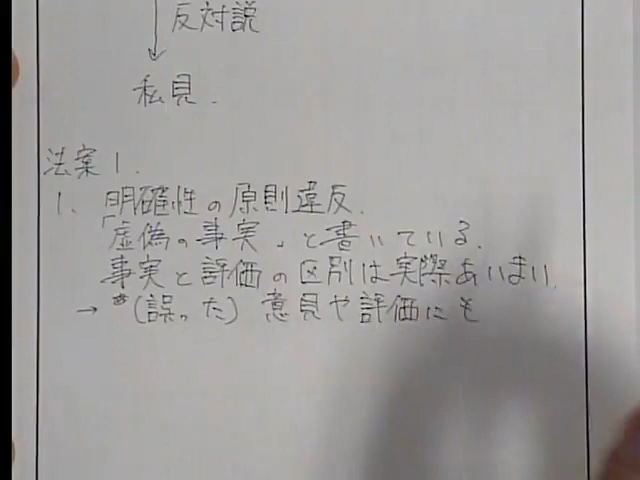 反対説
私見.
法案1.
1. 明確性の原則違反.
「虚偽の事実」と書いている.
事実と評価の区別は実際あいまい.
→ (誤った) 意見や評価にも